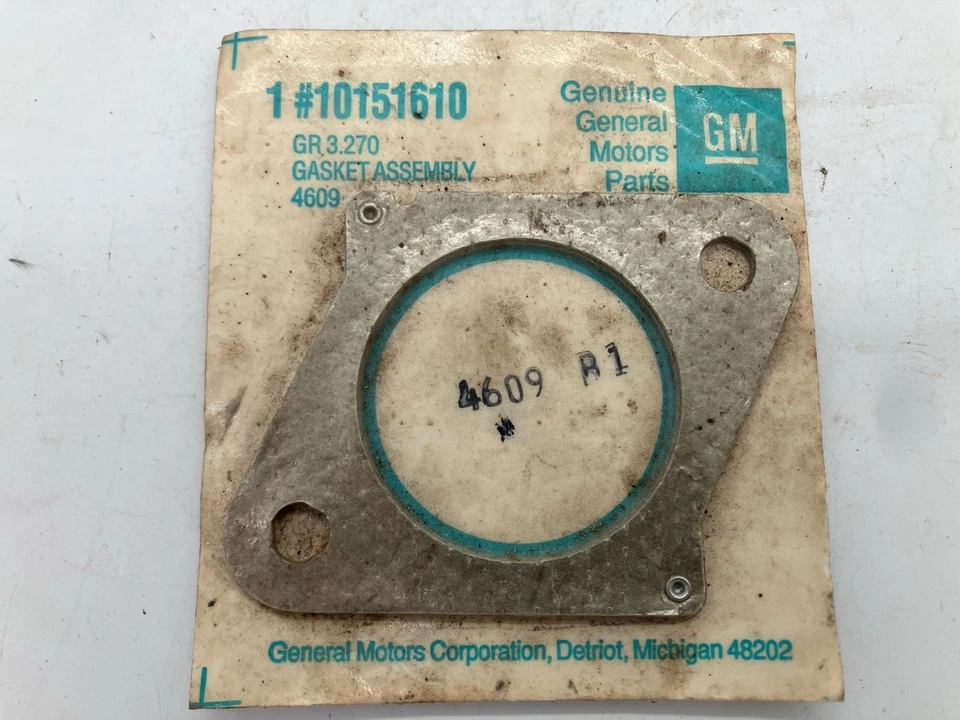 1 #10151610
GR 3.270
GASKET ASSEMBLY
4609
Genuine
General
Motors
Parts
GM
4609 B1
General Motors Corporation, Detriot, Michigan 48202